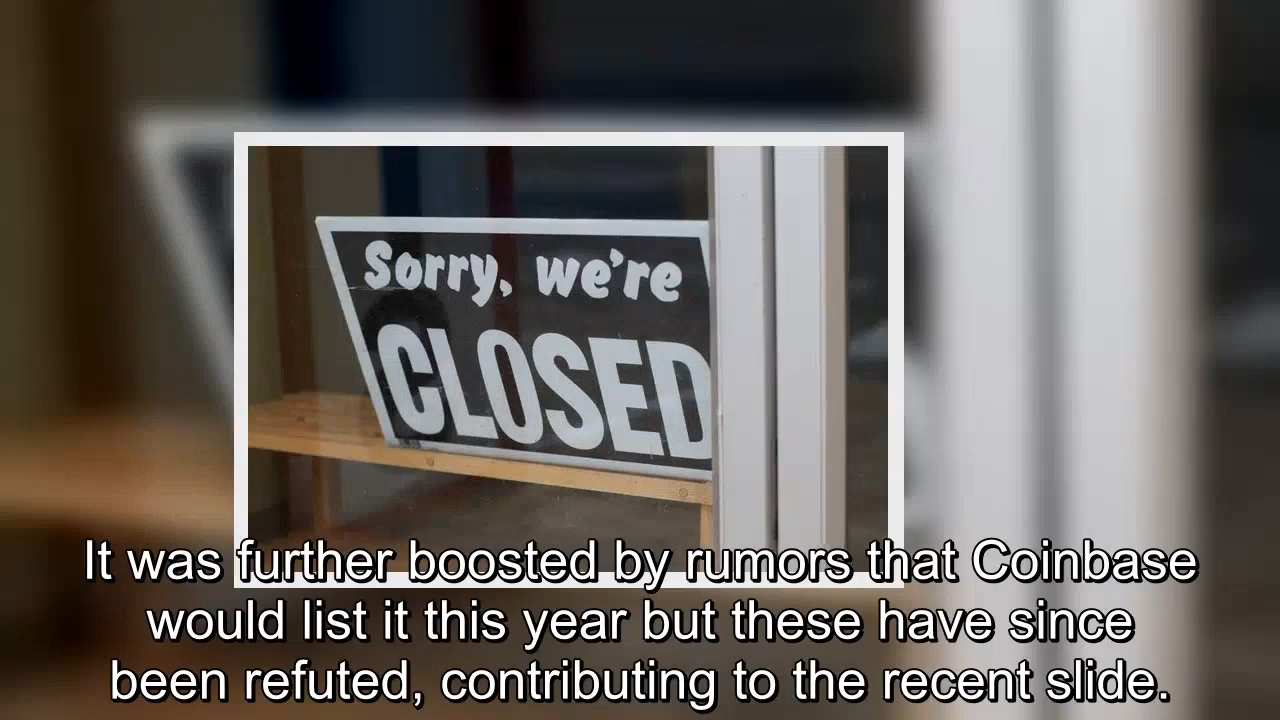 Sorry, we're
CLOSED
It was further boosted by rumors that Coinbase
would list it this year but these have since
been refuted, contributing to the recent slide.